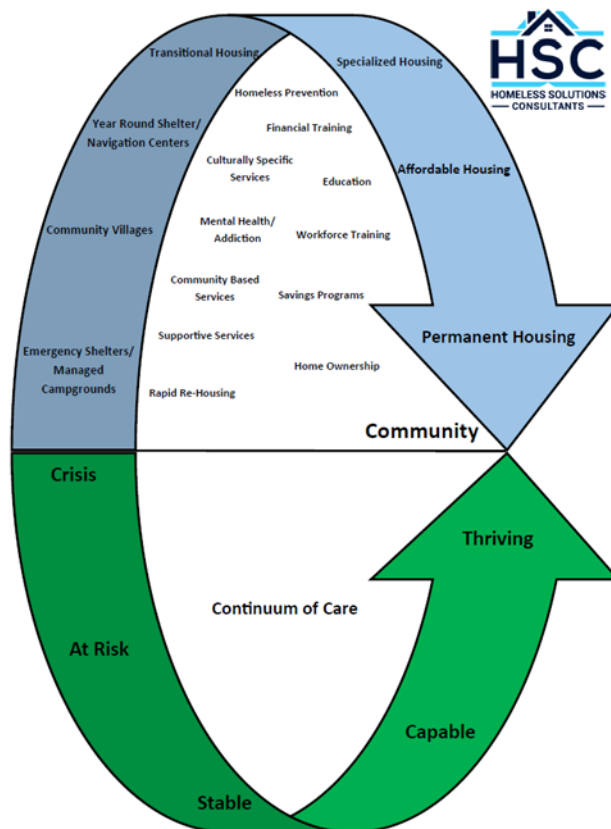 Transitional Housing
Specialized Housing
HSC
HOMELESS SOLUTIONS
CONSULTANTS
Homeless Prevention
Year Round Shelter/
Navigation Centers
Financial Training
Culturally Specific
Services
Affordable Housing
Education
Community Villages
Mental Health/
Addiction
Workforce Training
Community Based
Services
Savings Programs
Supportive Services
Permanent Housing
Emergency Shelters/
Managed
Campgrounds
Home Ownership
Rapid Re-Housing
Community
Crisis
Thriving
Continuum of Care
At Risk
Capable
Stable